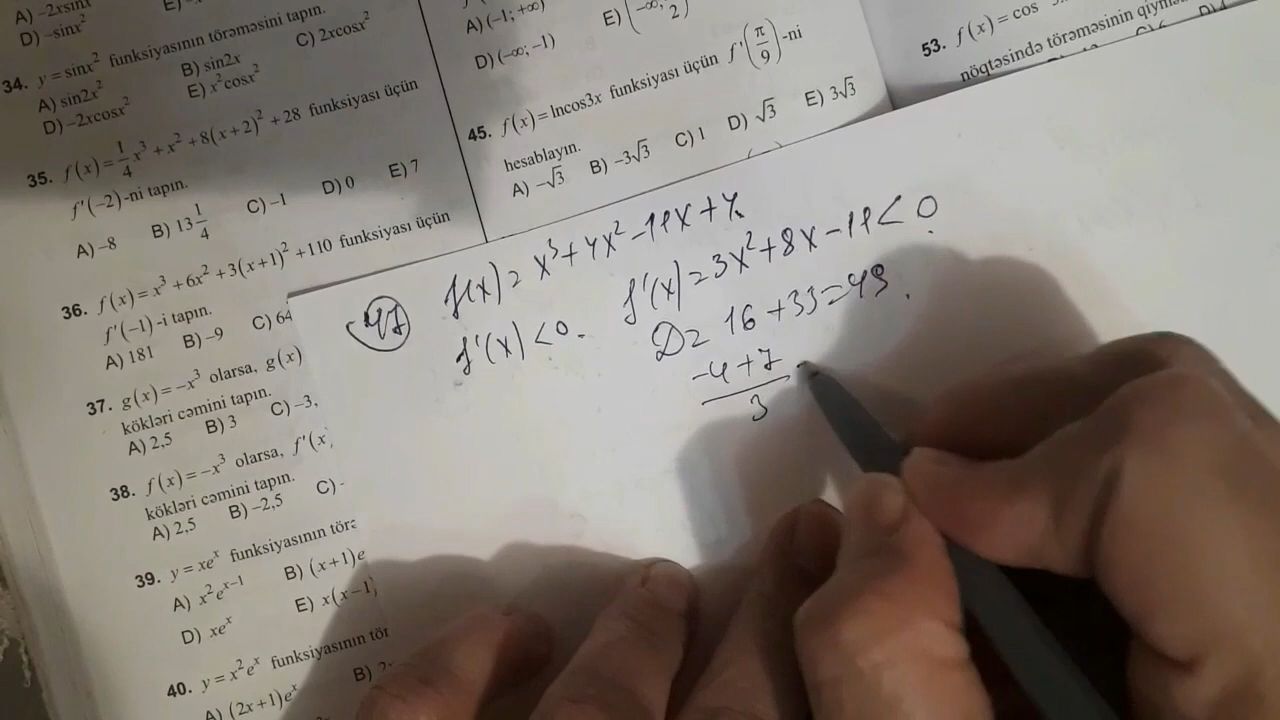 A) −2xsinx
D) −sinx²
34. y = sinx² funksiyasının törəməsini tapın.
A) sin2x² B) sin2x C) 2xcosx²
D) −2xcosx² E) x²cosx²
35. f(x) = 1/4 x³ + x² + 8(x+2)² + 28 funksiyası üçün
f′(−2)-ni tapın.
A) −8 B) 13 1/4 C) −1 D) 0 E) 7
36. f(x) = x³ + 6x² + 3(x+1)² + 110 funksiyası üçün
f′(−1)-i tapın.
A) 181 B) −9 C) 64
37. g(x) = −x³ olarsa, g(x)
kökləri cəmini tapın.
A) 2,5 B) 3 C) −3,
38. f(x) = −x³ olarsa, f′(x
kökləri cəmini tapın.
A) 2,5 B) −2,5 C) -
39. y = xeˣ funksiyasının törə
A) x²eˣ⁻¹ B) (x+1)e
D) xeˣ E) x(x−1)
40. y = x²eˣ funksiyasının tör
A) (2x+1)eˣ B) 2
A) (−1; +∞) E) (−∞; /2)
D) (−∞; −1)
45. f(x) = lncos3x funksiyası üçün f′(π/9)-ni
hesablayın.
A) −√3 B) −3√3 C) 1 D) √3 E) 3√3
53. f(x) = cos
nöqtəsində törəməsinin qiymə
f(x) = x³ + 4x² − 11x + 4
f′(x) < 0. f′(x) = 3x² + 8x − 11 < 0
D = 16 + 33 = 49.
−4 + 7
3